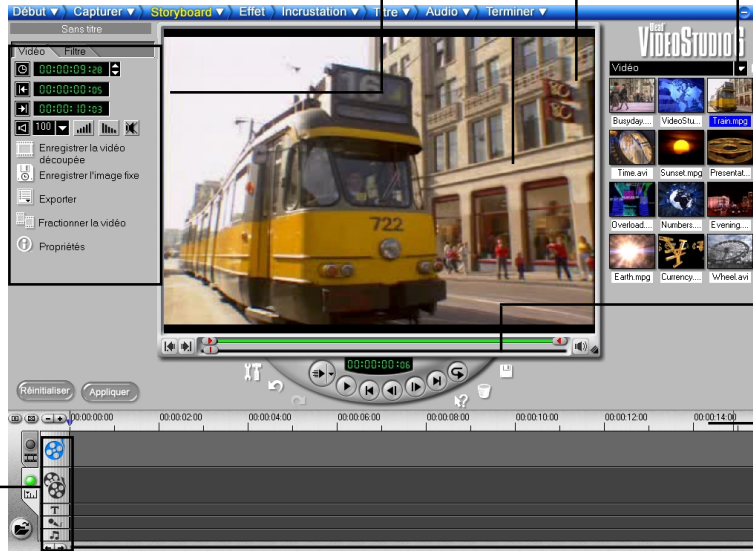 Début ▼ Capturer ▼ Storyboard ▼ Effet Incrustation ▼ Titre ▼ Audio ▼ Terminer ▼
Sans titre
Vidéo Filtre
00:00:09:28
00:00:00:05
00:00:10:03
100
Enregistrer la vidéo
découpée
Enregistrer l'image fixe
Exporter
Fractionner la vidéo
Propriétés
Réinitialiser Appliquer
16
722
00:00:00:06
Ulead
VIDEOSTUDIO 6
Vidéo
Busyday.... VideoStu... Train.mpg
Time.avi Sunset.mpg Presentat...
Overload.... Numbers.... Evening....
Earth.mpg Currency.... Wheel.avi
00:00:00:00 00:00:02:00 00:00:04:00 00:00:06:00 00:00:08:00 00:00:10:00 00:00:12:00 00:00:14:00
T